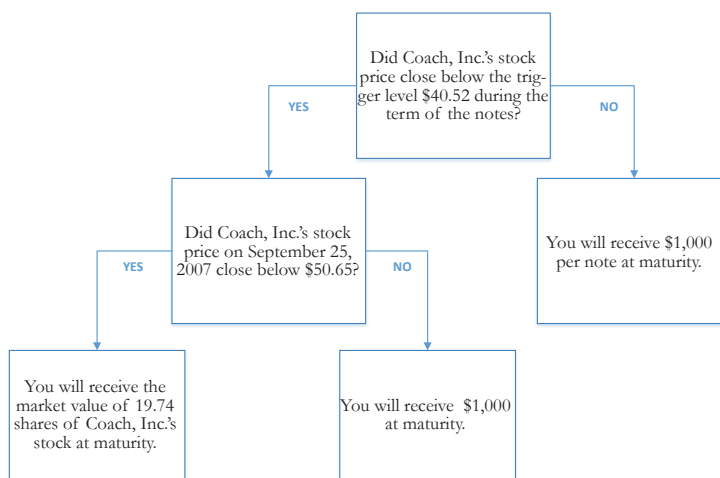 Did Coach, Inc.'s stock
price close below the trig-
ger level $40.52 during the
term of the notes?
YES
NO
Did Coach, Inc.'s stock
price on September 25,
2007 close below $50.65?
You will receive $1,000
per note at maturity.
YES
NO
You will receive the
market value of 19.74
shares of Coach, Inc.'s
stock at maturity.
You will receive $1,000
at maturity.